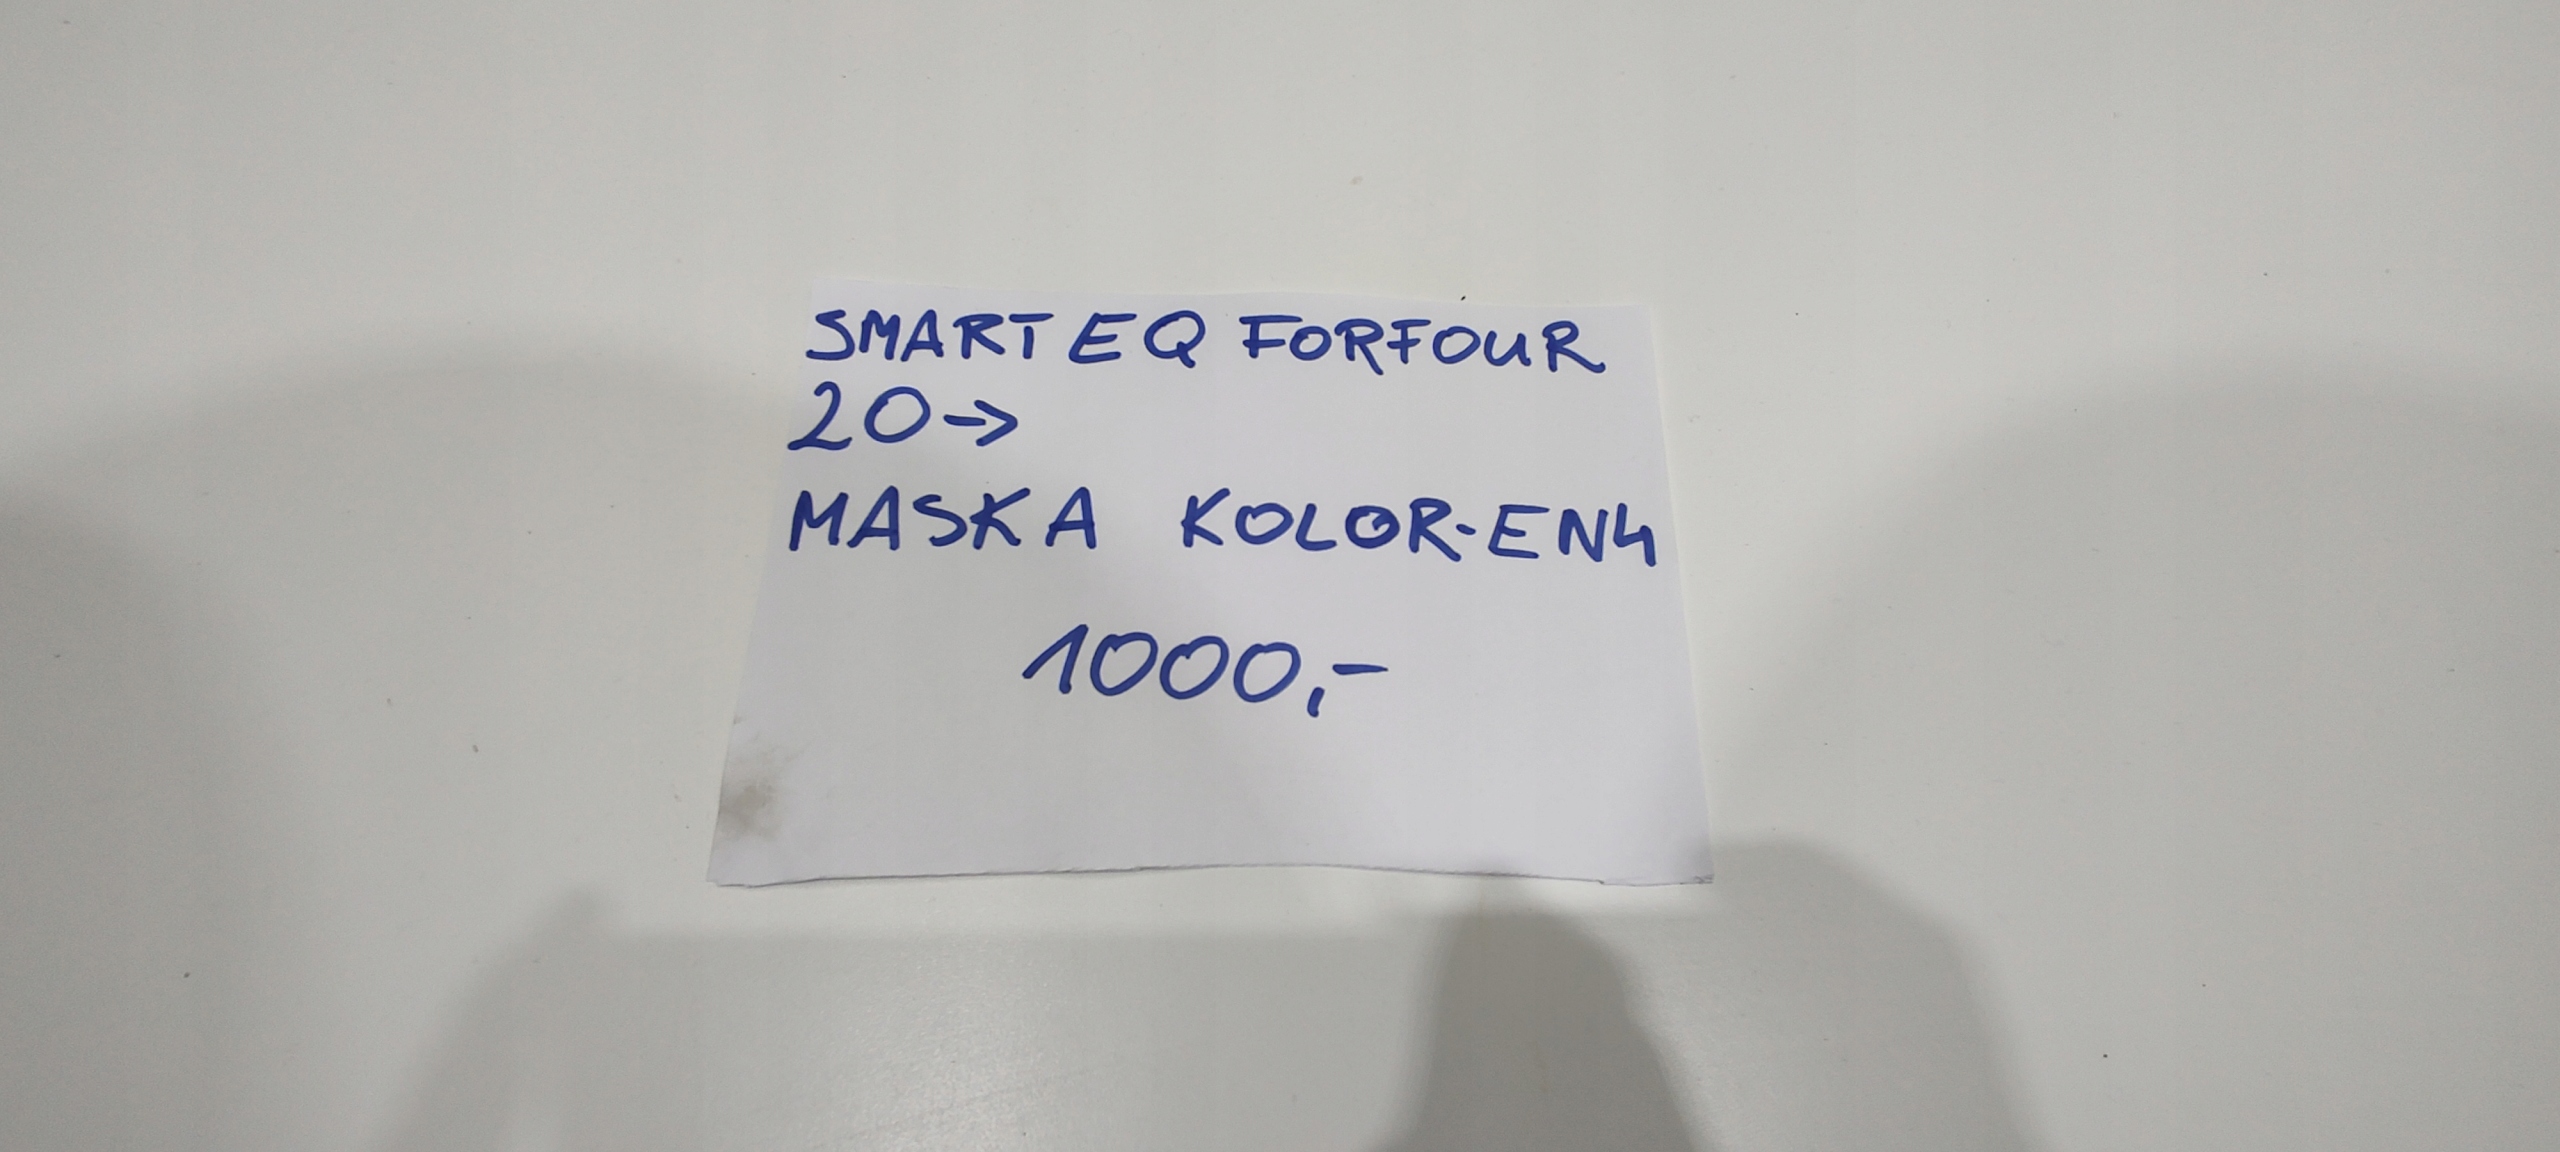 SMART EQ FORFOUR
20->
MASKA KOLOR-EN4
1000,-